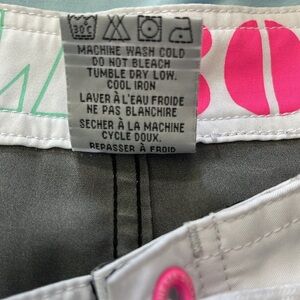 30°C
MACHINE WASH COLD
DO NOT BLEACH
TUMBLE DRY LOW.
COOL IRON
LAVER À L'EAU FROIDE
NE PAS BLANCHIRE
SECHER À LA MACHINE
CYCLE DOUX.
REPASSER À FROID